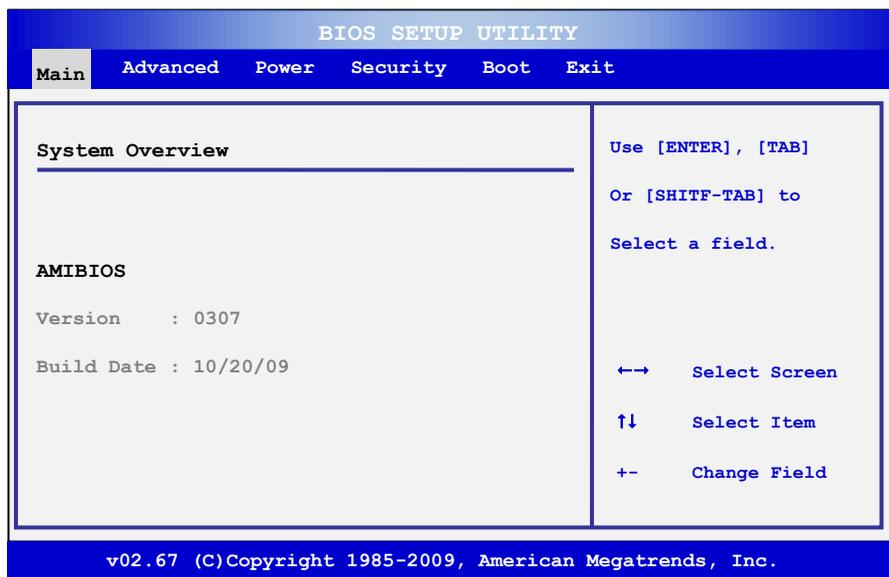 BIOS SETUP UTILITY
Main Advanced Power Security Boot Exit
System Overview
AMIBIOS
Version : 0307
Build Date : 10/20/09
Use [ENTER], [TAB]
Or [SHITF-TAB] to
Select a field.
←→ Select Screen
↑↓ Select Item
+- Change Field
v02.67 (C)Copyright 1985-2009, American Megatrends, Inc.